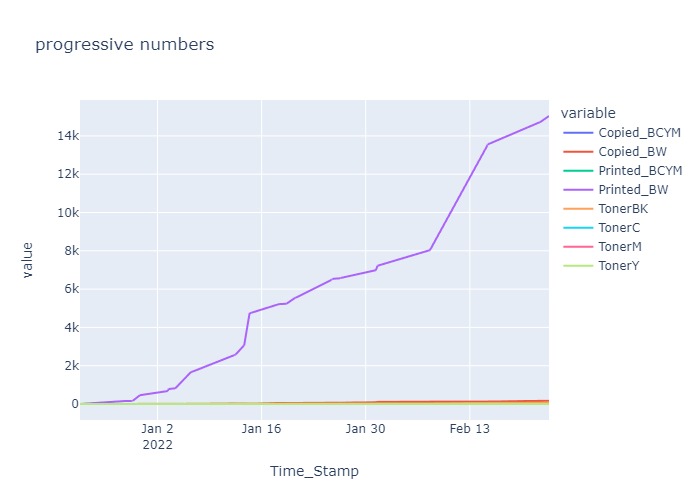 progressive numbers
variable
Copied_BCYM
Copied_BW
Printed_BCYM
Printed_BW
TonerBK
TonerC
TonerM
TonerY
value
14k
12k
10k
8k
6k
4k
2k
0
Jan 2
2022
Jan 16
Jan 30
Feb 13
Time_Stamp